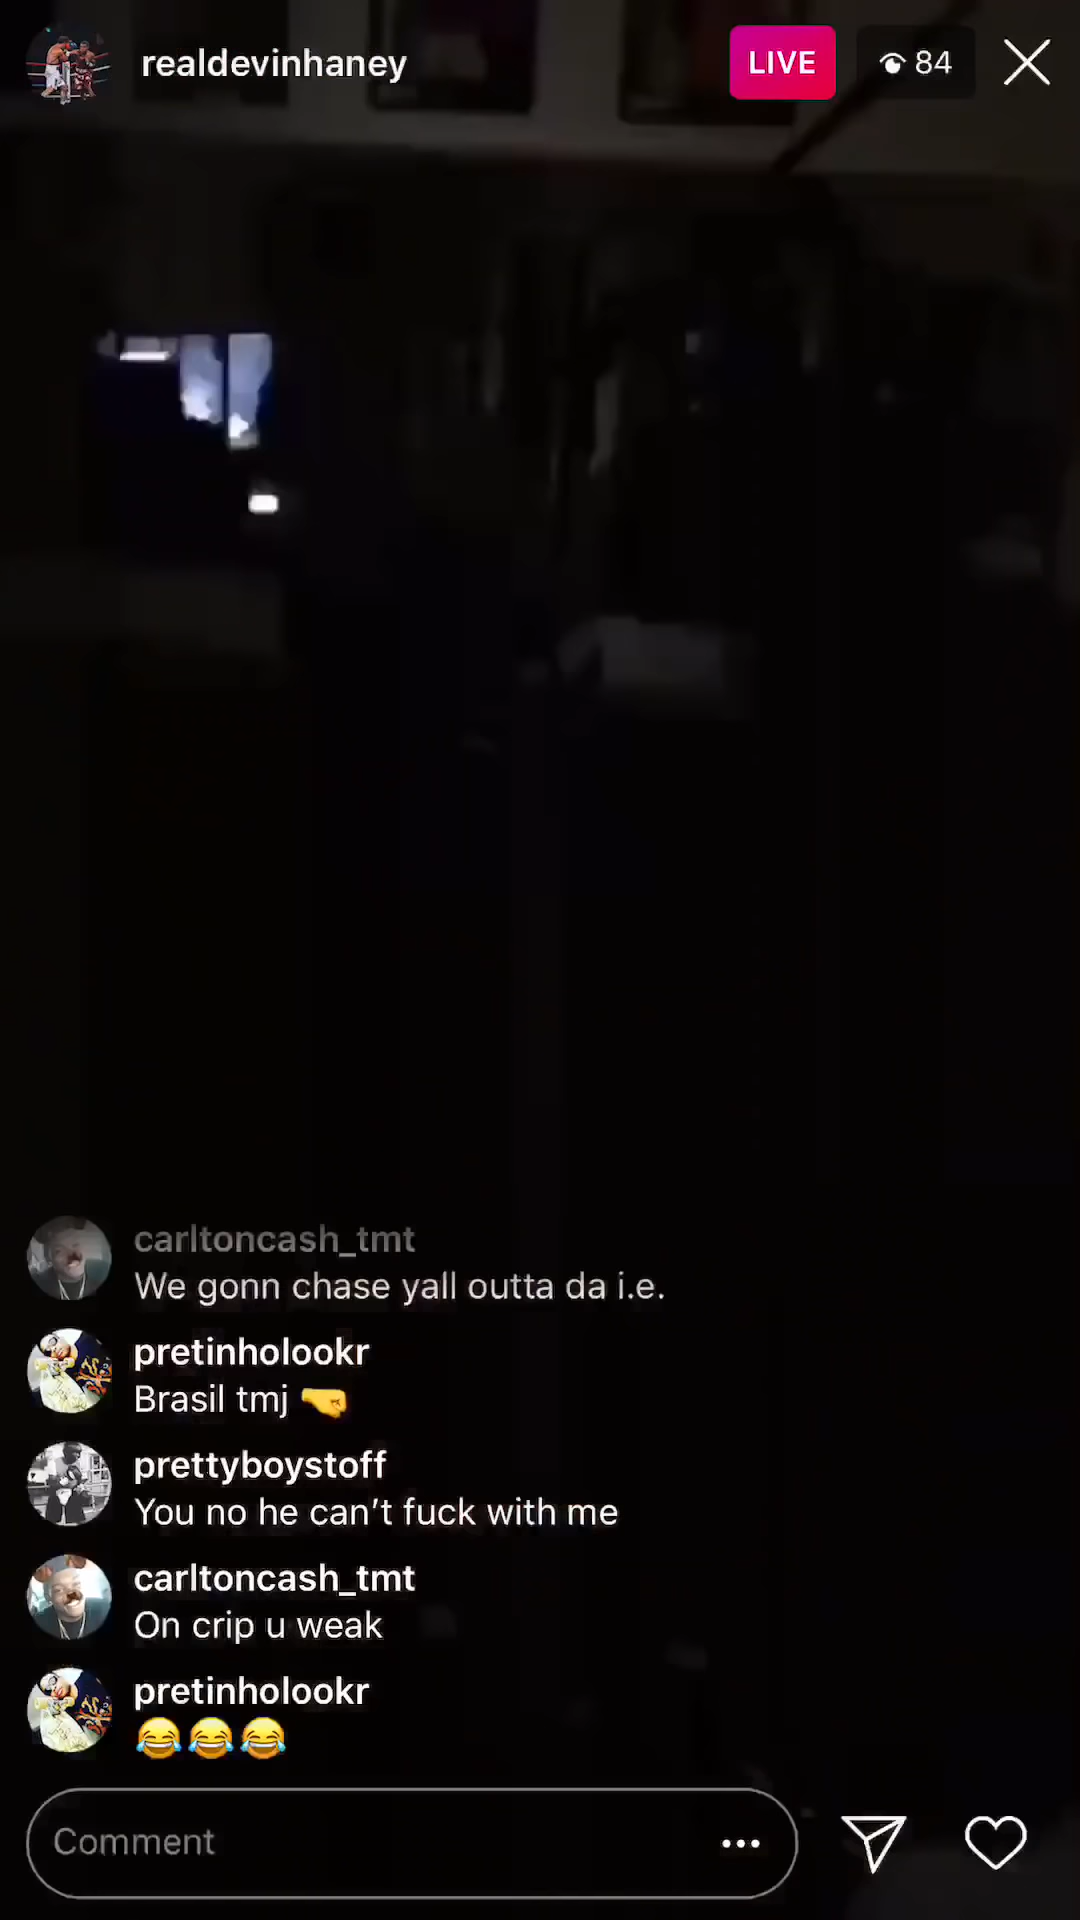 realdevinhaney
LIVE
84
carltoncash_tmt
We gonn chase yall outta da i.e.
pretinholookr
Brasil tmj 🤜
prettyboystoff
You no he can’t fuck with me
carltoncash_tmt
On crip u weak
pretinholookr
😂😂😂
Comment